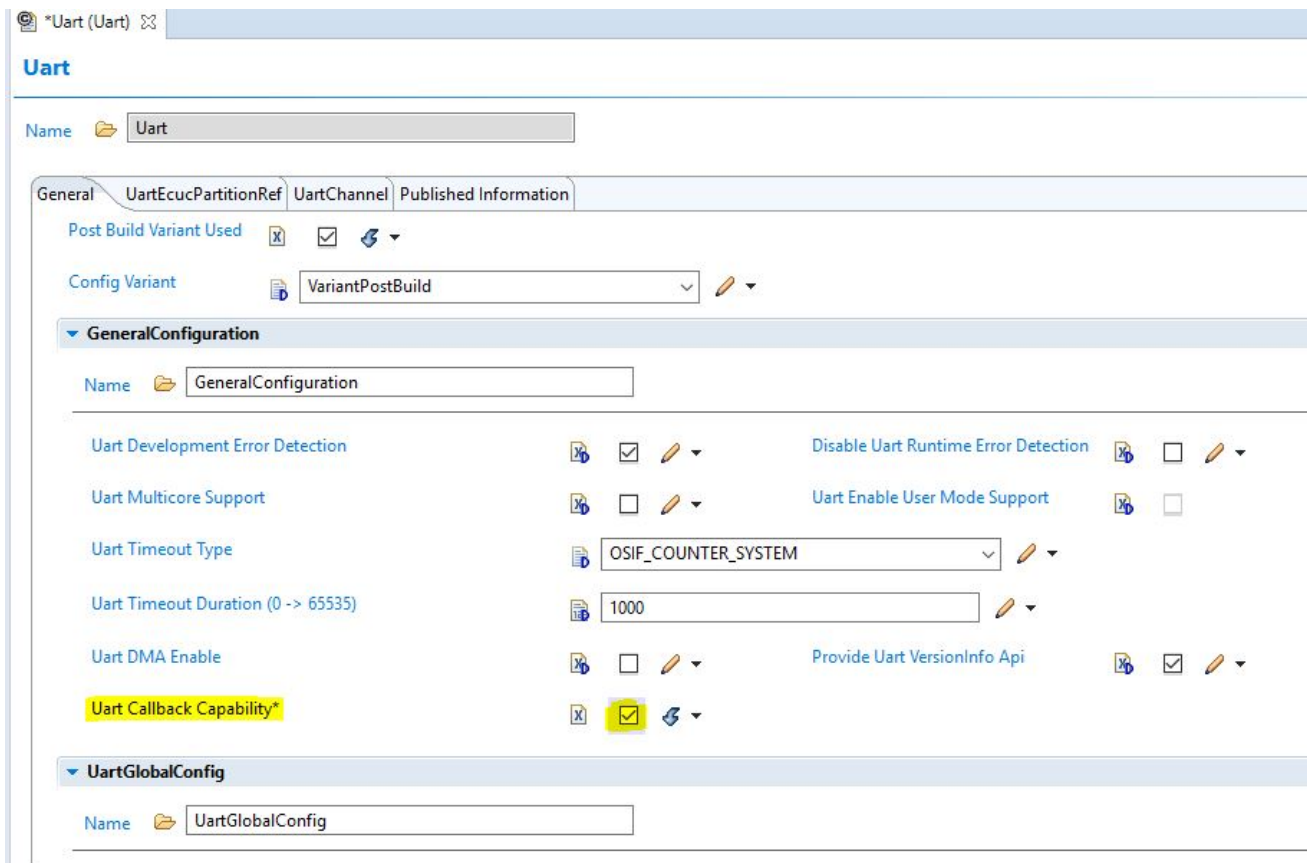 *Uart (Uart)
Uart
Name Uart
General UartEcucPartitionRef UartChannel Published Information
Post Build Variant Used
Config Variant VariantPostBuild
GeneralConfiguration
Name GeneralConfiguration
Uart Development Error Detection Disable Uart Runtime Error Detection
Uart Multicore Support Uart Enable User Mode Support
Uart Timeout Type OSIF_COUNTER_SYSTEM
Uart Timeout Duration (0 -> 65535) 1000
Uart DMA Enable Provide Uart VersionInfo Api
Uart Callback Capability*
UartGlobalConfig
Name UartGlobalConfig